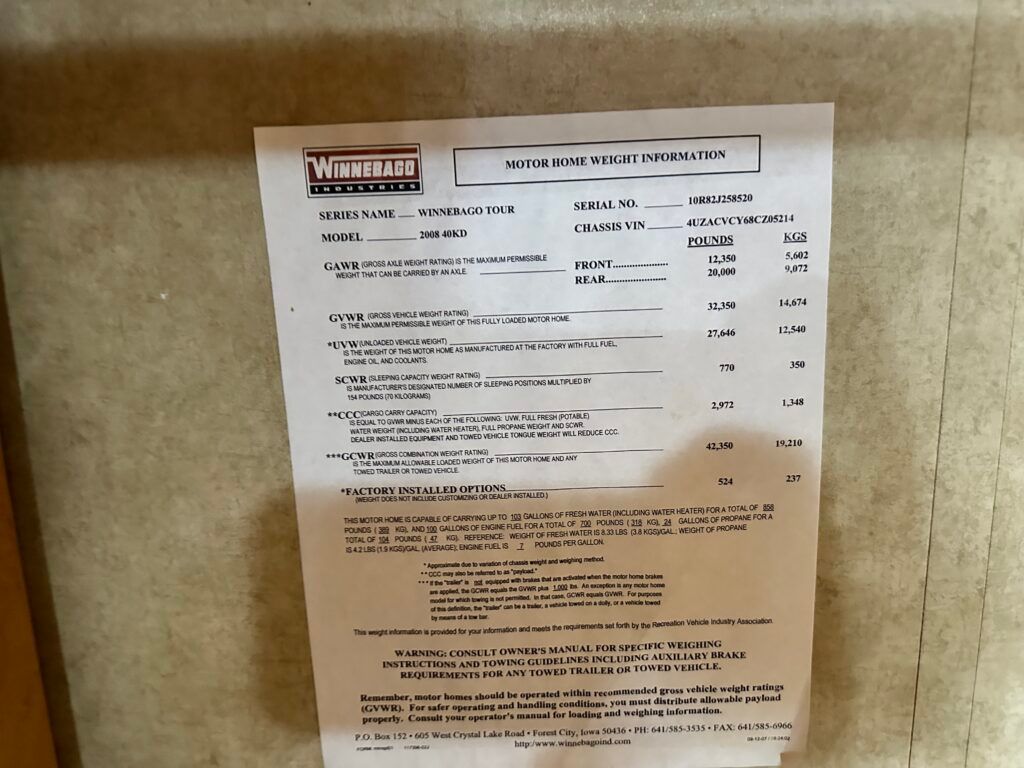 WINNEBAGO
INDUSTRIES
MOTOR HOME WEIGHT INFORMATION
SERIES NAME WINNEBAGO TOUR
SERIAL NO. 10R82J258520
MODEL 2008 40KD
CHASSIS VIN 4UZACVCY68CZ05214
POUNDS KGS
GAWR (GROSS AXLE WEIGHT RATING) IS THE MAXIMUM PERMISSIBLE
WEIGHT THAT CAN BE CARRIED BY AN AXLE.
FRONT.................... 12,350 5,602
REAR...................... 20,000 9,072
GVWR (GROSS VEHICLE WEIGHT RATING) 32,350 14,674
IS THE MAXIMUM PERMISSIBLE WEIGHT OF THIS FULLY LOADED MOTOR HOME.
*UVW(UNLOADED VEHICLE WEIGHT) 27,646 12,540
IS THE WEIGHT OF THIS MOTOR HOME AS MANUFACTURED AT THE FACTORY WITH FULL FUEL,
ENGINE OIL, AND COOLANTS.
SCWR (SLEEPING CAPACITY WEIGHT RATING) 770 350
IS MANUFACTURER'S DESIGNATED NUMBER OF SLEEPING POSITIONS MULTIPLIED BY
154 POUNDS (70 KILOGRAMS)
**CCC(CARGO CARRY CAPACITY) 2,972 1,348
IS EQUAL TO GVWR MINUS EACH OF THE FOLLOWING: UVW, FULL FRESH (POTABLE)
WATER WEIGHT (INCLUDING WATER HEATER), FULL PROPANE WEIGHT AND SCWR.
DEALER INSTALLED EQUIPMENT AND TOWED VEHICLE TONGUE WEIGHT WILL REDUCE CCC.
***GCWR(GROSS COMBINATION WEIGHT RATING) 42,350 19,210
IS THE MAXIMUM ALLOWABLE LOADED WEIGHT OF THIS MOTOR HOME AND ANY
TOWED TRAILER OR TOWED VEHICLE.
*FACTORY INSTALLED OPTIONS 524 237
(WEIGHT DOES NOT INCLUDE CUSTOMIZING OR DEALER INSTALLED.)
THIS MOTOR HOME IS CAPABLE OF CARRYING UP TO 103 GALLONS OF FRESH WATER (INCLUDING WATER HEATER) FOR A TOTAL OF 858
POUNDS ( 389 KG), AND 100 GALLONS OF ENGINE FUEL FOR A TOTAL OF 700 POUNDS ( 318 KG), 24 GALLONS OF PROPANE FOR A
TOTAL OF 104 POUNDS ( 47 KG). REFERENCE: WEIGHT OF FRESH WATER IS 8.33 LBS (3.8 KGS)/GAL.; WEIGHT OF PROPANE
IS 4.2 LBS (1.9 KGS)/GAL (AVERAGE); ENGINE FUEL IS 7 POUNDS PER GALLON.
* Approximate due to variation of chassis weight and weighing method.
** CCC may also be referred to as "payload."
*** If the "trailer" is not equipped with brakes that are activated when the motor home brakes
are applied, the GCWR equals the GVWR plus 1,000 lbs. An exception is any motor home
model for which towing is not permitted. In that case, GCWR equals GVWR. For purposes
of this definition, the "trailer" can be a trailer, a vehicle towed on a dolly, or a vehicle towed
by means of a tow bar.
This weight information is provided for your information and meets the requirements set forth by the Recreation Vehicle Industry Association.
WARNING: CONSULT OWNER'S MANUAL FOR SPECIFIC WEIGHING
INSTRUCTIONS AND TOWING GUIDELINES INCLUDING AUXILIARY BRAKE
REQUIREMENTS FOR ANY TOWED TRAILER OR TOWED VEHICLE.
Remember, motor homes should be operated within recommended gross vehicle weight ratings
(GVWR). For safer operating and handling conditions, you must distribute allowable payload
properly. Consult your operator's manual for loading and weighing information.
P.O. Box 152 • 605 West Crystal Lake Road • Forest City, Iowa 50436 • PH: 641/585-3535 • FAX: 641/585-6966
http://www.winnebagoind.com